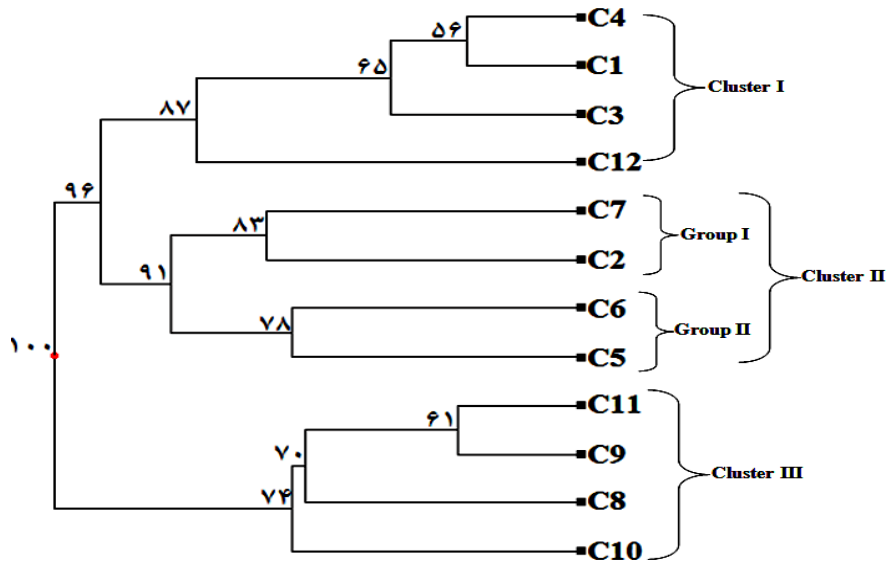 C4
۵۶
C1
۶۵
Cluster I
C3
۸۷
C12
۹۶
C7
۸۳
Group I
C2
۹۱
Cluster II
C6
۷۸
Group II
C5
۱۰۰
C11
۶۱
C9
۷۰
Cluster III
C8
۷۴
C10